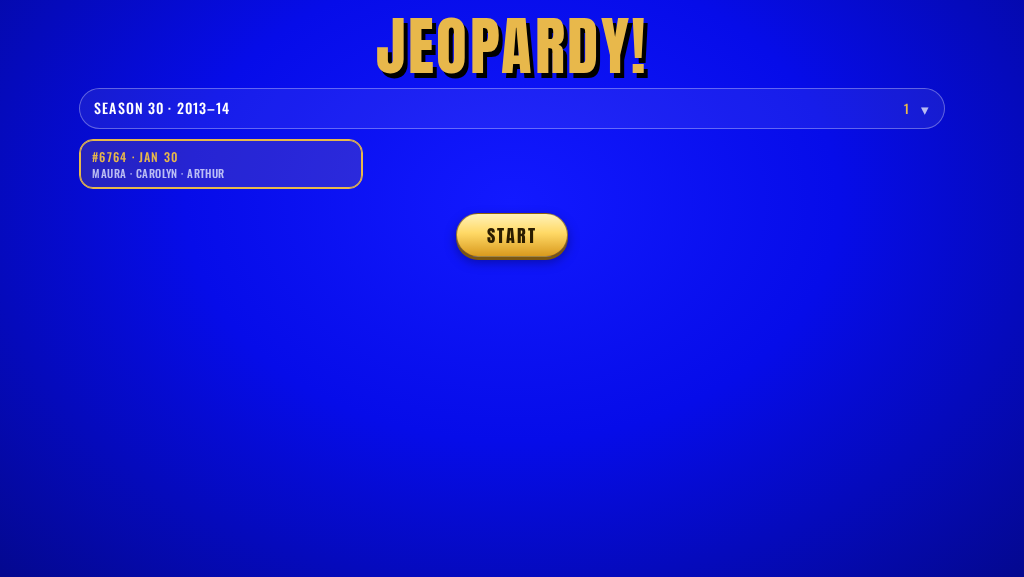 JEOPARDY!
SEASON 30 · 2013–14 1 ▼
#6764 · JAN 30
MAURA · CAROLYN · ARTHUR
START